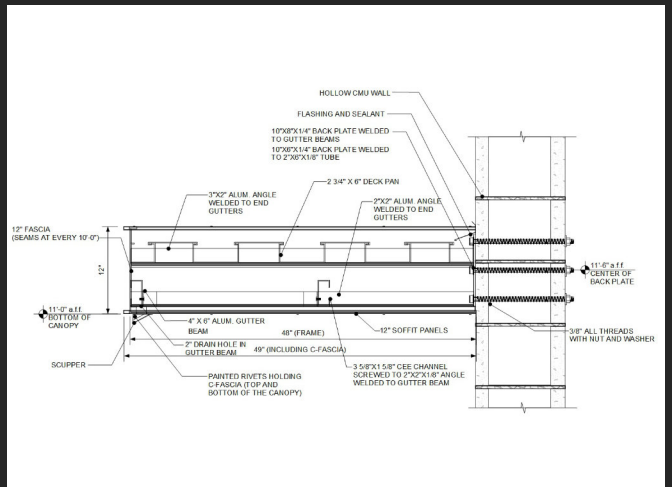 HOLLOW CMU WALL
FLASHING AND SEALANT
10"X8"X1/4" BACK PLATE WELDED
TO GUTTER BEAMS
10"X6"X1/4" BACK PLATE WELDED
TO 2"X6"X1/8" TUBE
2 3/4" X 6" DECK PAN
3"X2" ALUM. ANGLE
WELDED TO END
GUTTERS
2"X2" ALUM. ANGLE
WELDED TO END
GUTTERS
12" FASCIA
(SEAMS AT EVERY 10'-0")
12"
11'-6" a.f.f.
CENTER OF
BACK PLATE
11'-0" a.f.f.
BOTTOM OF
CANOPY
4" X 6" ALUM. GUTTER
BEAM
12" SOFFIT PANELS
48" (FRAME)
3/8" ALL THREADS
WITH NUT AND WASHER
2" DRAIN HOLE IN
GUTTER BEAM
49" (INCLUDING C-FASCIA)
SCUPPER
3 5/8"X1 5/8" CEE CHANNEL
SCREWED TO 2"X2"X1/8" ANGLE
WELDED TO GUTTER BEAM
PAINTED RIVETS HOLDING
C-FASCIA (TOP AND
BOTTOM OF THE CANOPY)